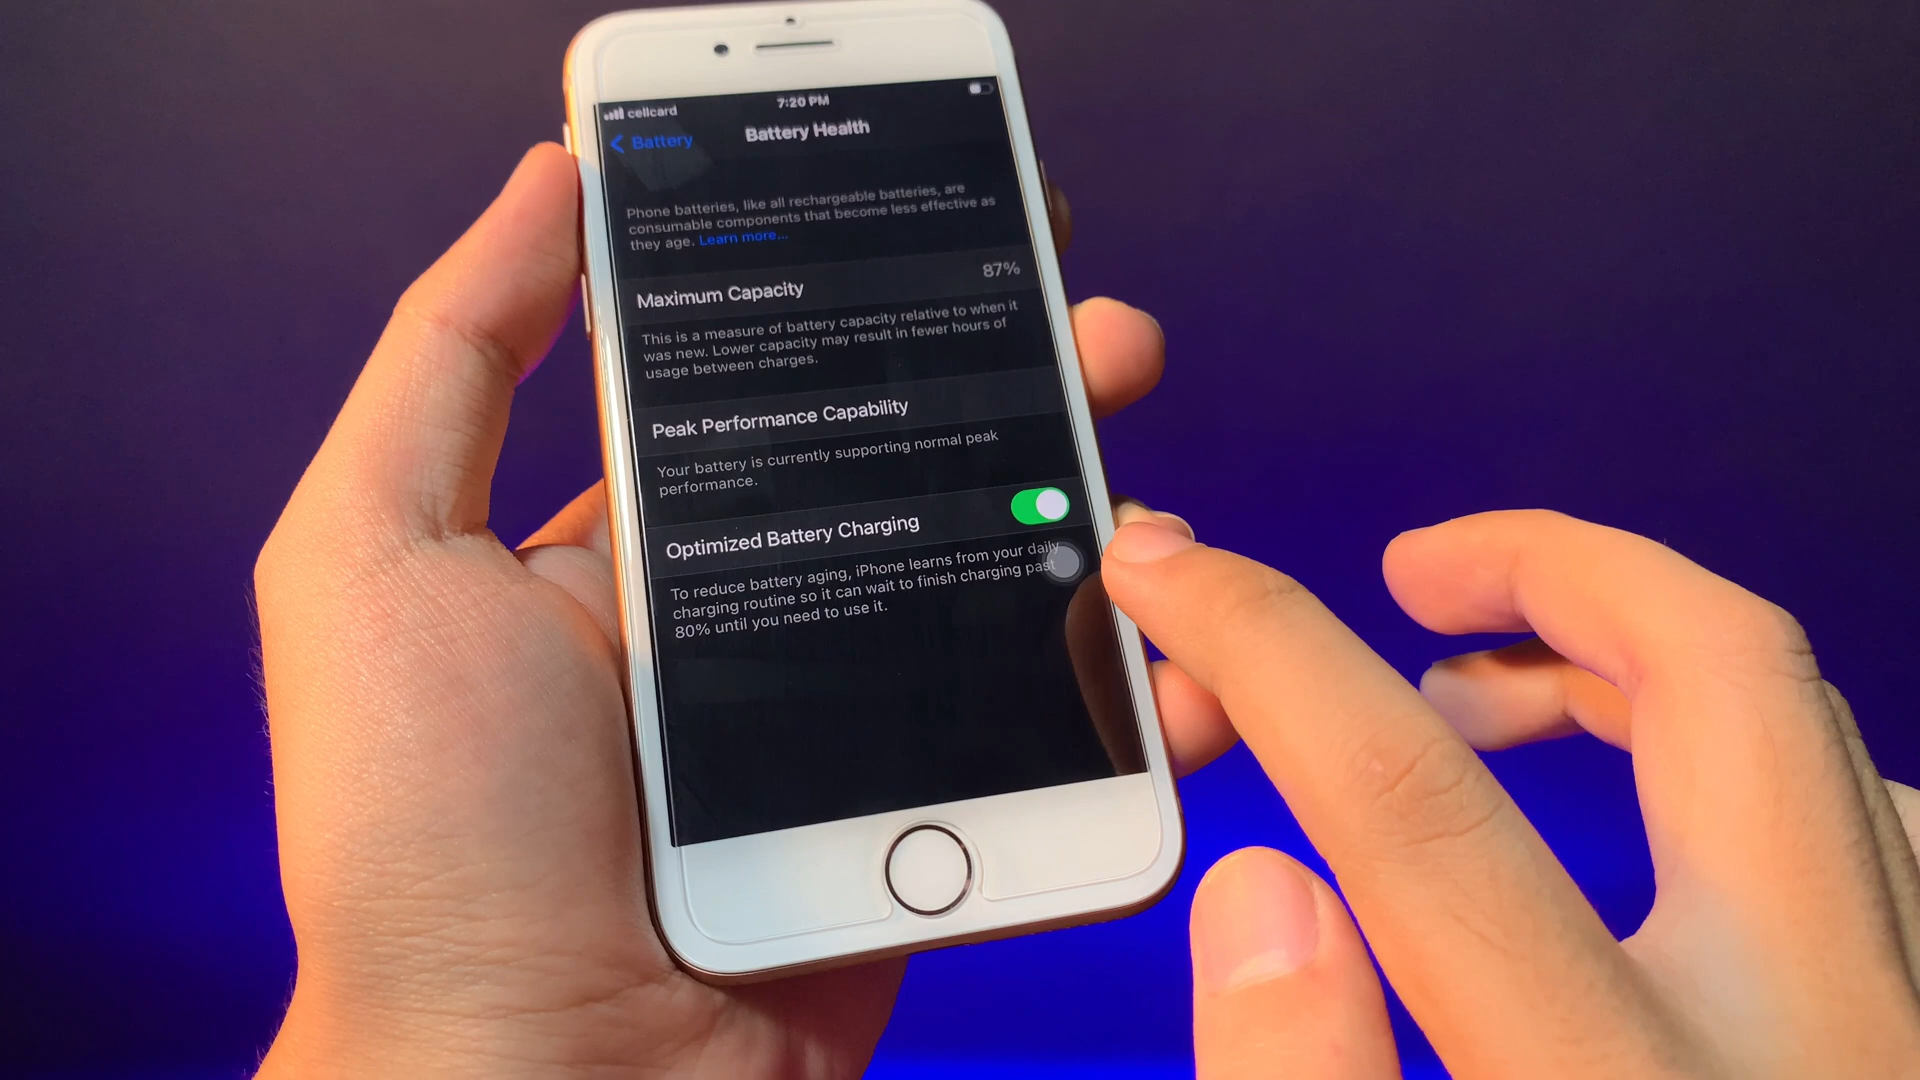 cellcard
7:20 PM
Battery
Battery Health
Phone batteries, like all rechargeable batteries, are
consumable components that become less effective as
they age. Learn more...
Maximum Capacity
87%
This is a measure of battery capacity relative to when it
was new. Lower capacity may result in fewer hours of
usage between charges.
Peak Performance Capability
Your battery is currently supporting normal peak
performance.
Optimized Battery Charging
To reduce battery aging, iPhone learns from your daily
charging routine so it can wait to finish charging past
80% until you need to use it.